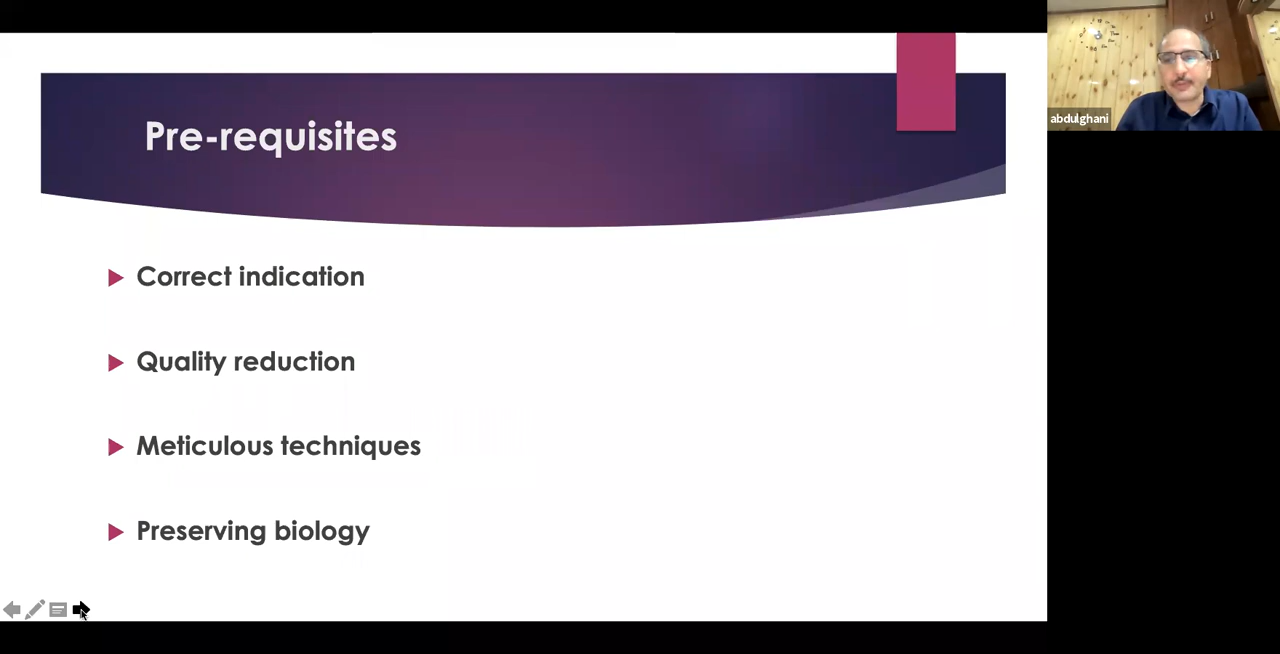 Pre-requisites
abdulghani
Correct indication
Quality reduction
Meticulous techniques
Preserving biology